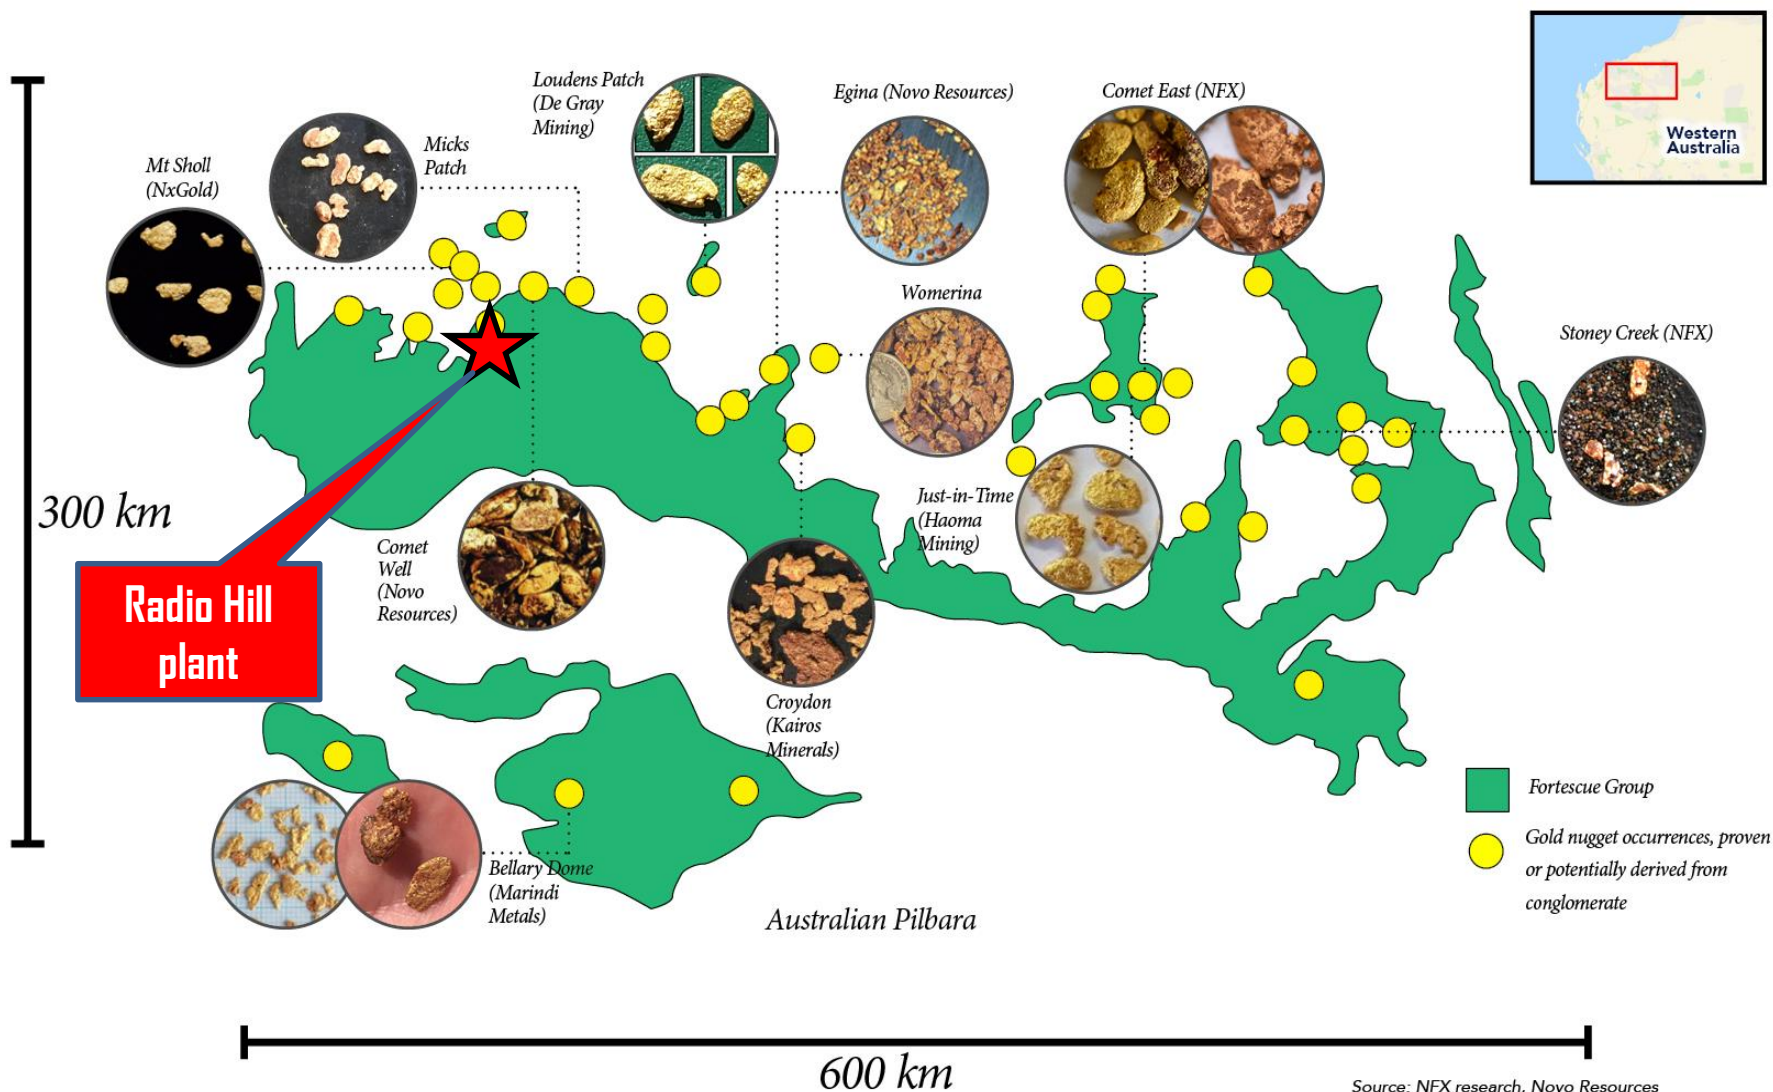 Loudens Patch
(De Gray
Mining)
Egina (Novo Resources)
Comet East (NFX)
Western
Australia
Micks
Patch
Mt Sholl
(NxGold)
Womerina
Stoney Creek (NFX)
300 km
Just-in-Time
(Haoma
Mining)
Comet
Well
(Novo
Resources)
Radio Hill
plant
Croydon
(Kairos
Minerals)
Fortescue Group
Gold nugget occurrences, proven
or potentially derived from
conglomerate
Bellary Dome
(Marindi
Metals)
Australian Pilbara
600 km
Source: NFX research, Novo Resources